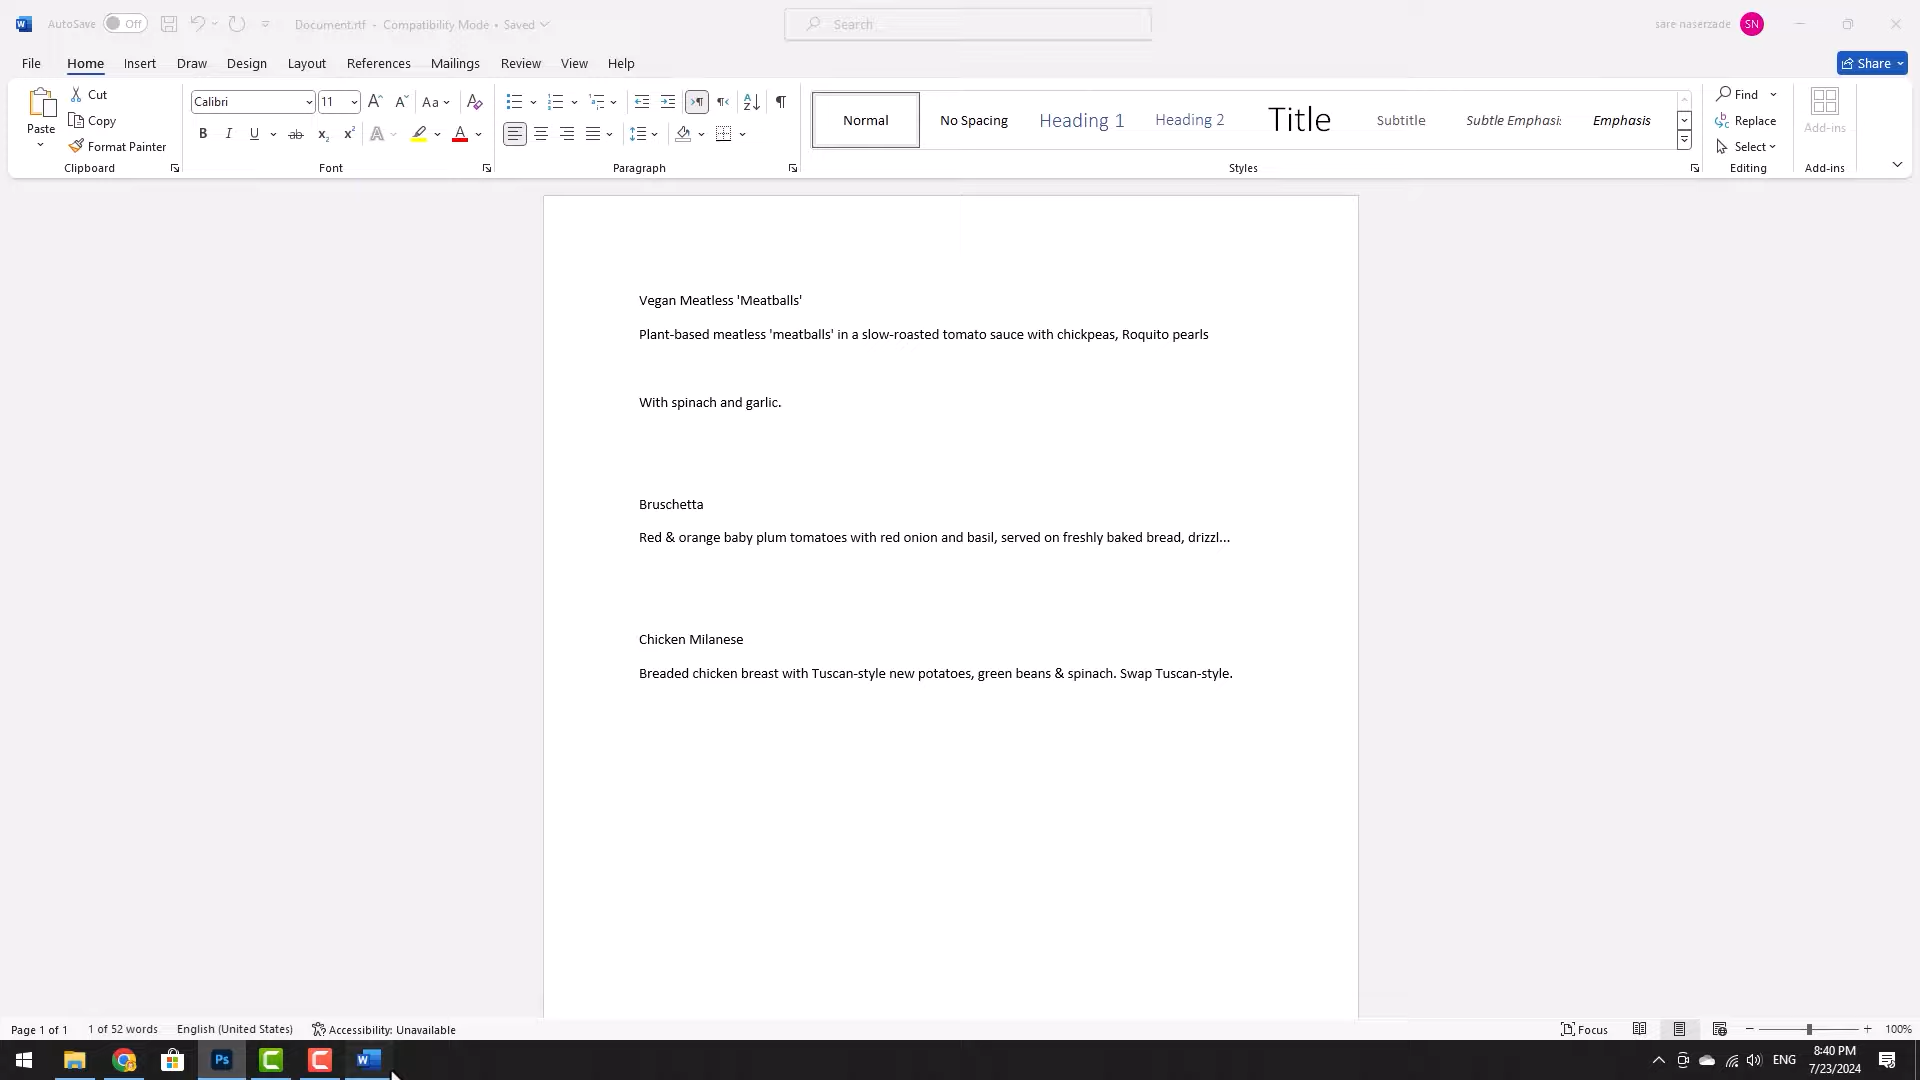 AutoSave Off Document.rtf - Compatibility Mode • Saved Search sare naserzade SN
File Home Insert Draw Design Layout References Mailings Review View Help Share
Paste Cut Copy Format Painter
Clipboard
Calibri 11 Aa
B I U ab x₂ x² A A
Font
Paragraph
Normal No Spacing Heading 1 Heading 2 Title Subtitle Subtle Emphasi Emphasis
Styles
Find
Replace
Select
Editing
Add-ins
Add-ins
Vegan Meatless 'Meatballs'
Plant-based meatless 'meatballs' in a slow-roasted tomato sauce with chickpeas, Roquito pearls
With spinach and garlic.
Bruschetta
Red & orange baby plum tomatoes with red onion and basil, served on freshly baked bread, drizzl...
Chicken Milanese
Breaded chicken breast with Tuscan-style new potatoes, green beans & spinach. Swap Tuscan-style.
Page 1 of 1 1 of 52 words English (United States) Accessibility: Unavailable Focus 100%
Ps C C W ENG 8:40 PM
7/23/2024